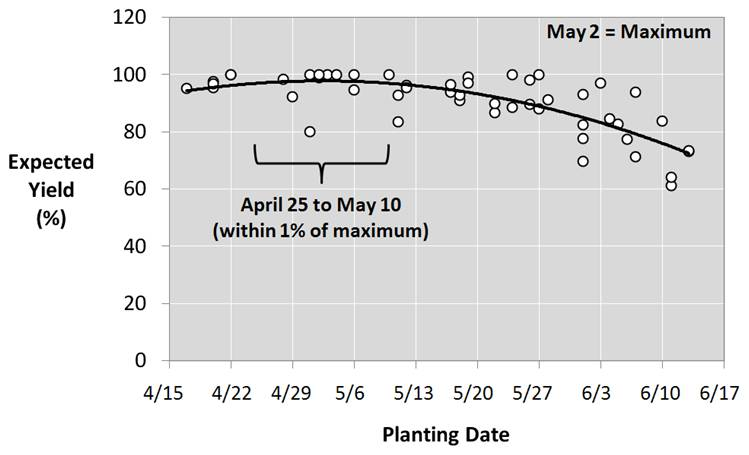 120
100
80
60
40
20
0
Expected
Yield
(%)
May 2 = Maximum
April 25 to May 10
(within 1% of maximum)
4/15 4/22 4/29 5/6 5/13 5/20 5/27 6/3 6/10 6/17
Planting Date